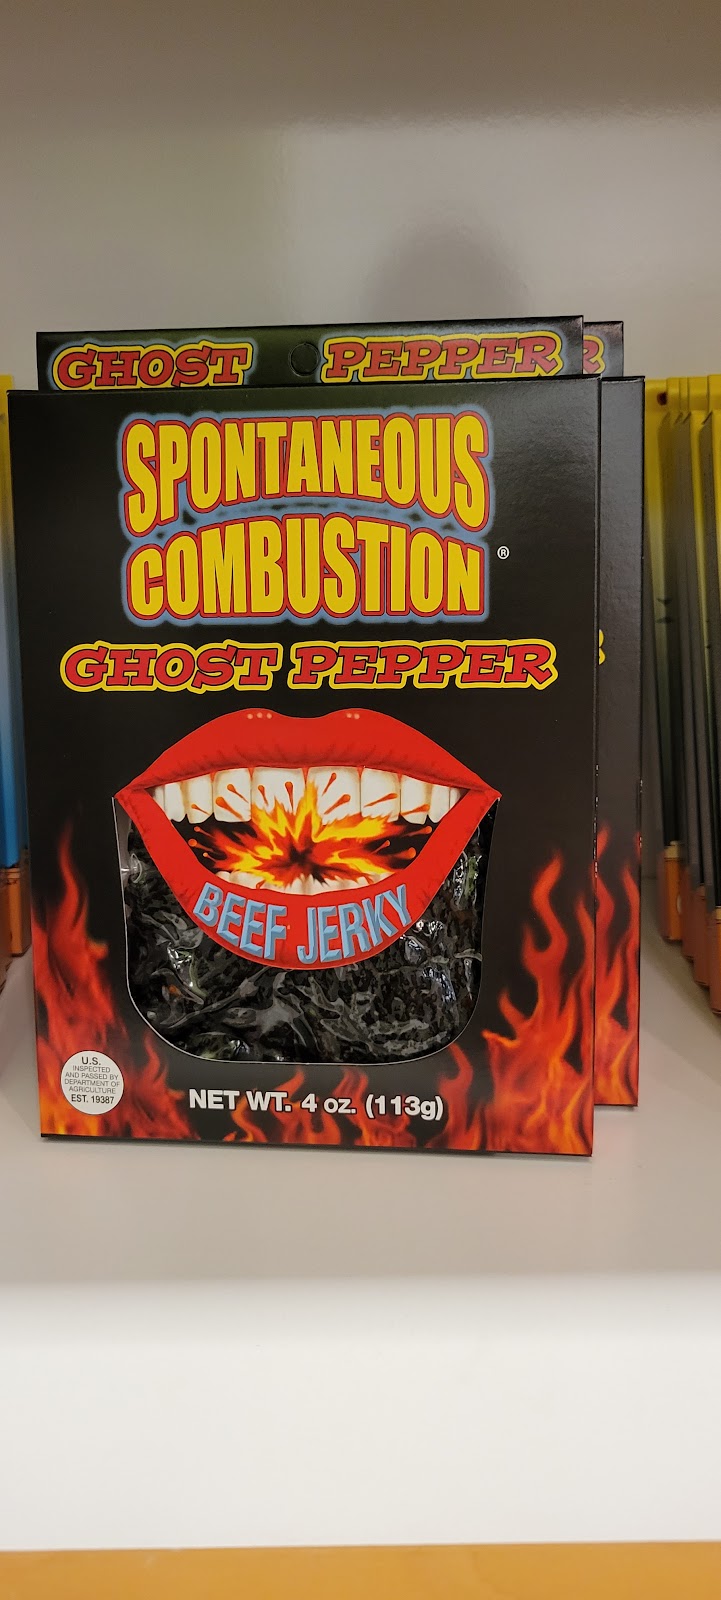 GHOST PEPPER
SPONTANEOUS
COMBUSTION ®
GHOST PEPPER
BEEF JERKY
U.S.
INSPECTED
AND PASSED BY
DEPARTMENT OF
AGRICULTURE
EST. 19387
NET WT. 4 oz. (113g)